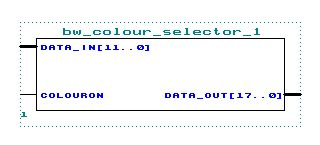 bw_colour_selector_1
DATA_IN[11..0]
COLOURON DATA_OUT[17..0]
1